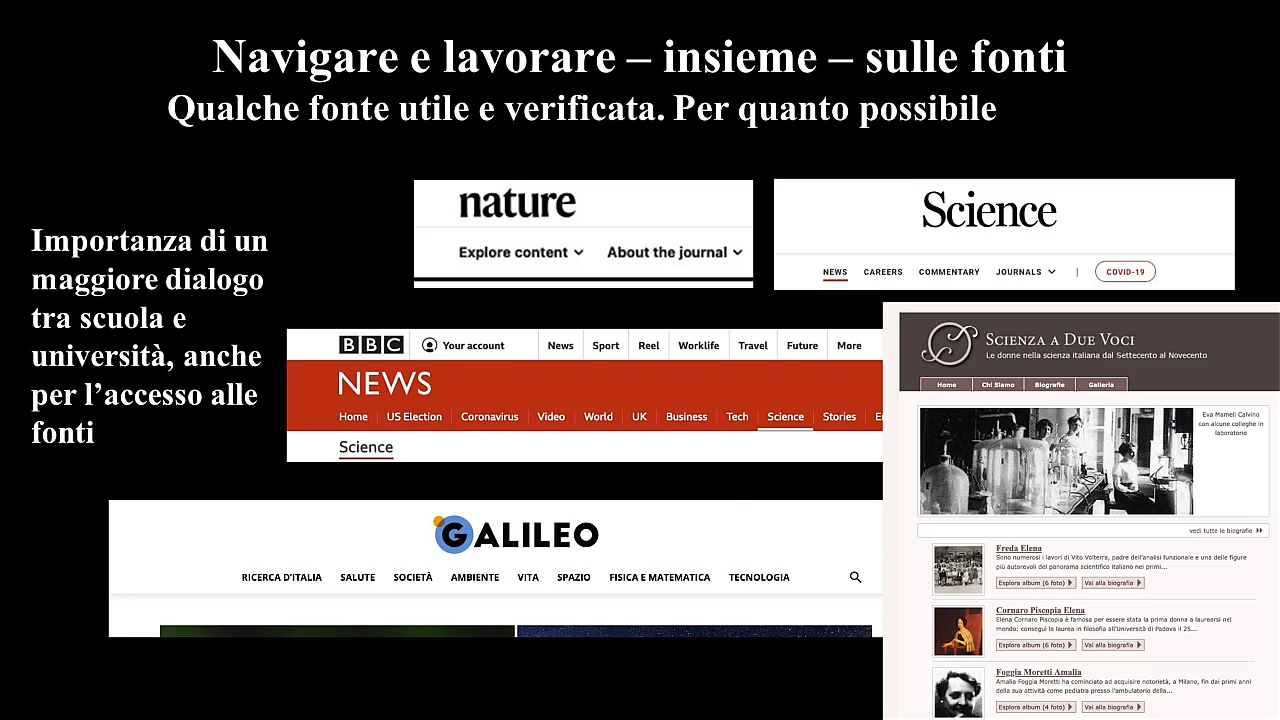 Navigare e lavorare – insieme – sulle fonti
Qualche fonte utile e verificata. Per quanto possibile
Importanza di un
maggiore dialogo
tra scuola e
università, anche
per l’accesso alle
fonti
nature
Explore content
About the journal
Science
NEWS CAREERS COMMENTARY JOURNALS | COVID-19
BBC Your account News Sport Reel Worklife Travel Future More
NEWS
Home US Election Coronavirus Video World UK Business Tech Science Stories
Science
GALILEO
RICERCA D'ITALIA SALUTE SOCIETÀ AMBIENTE VITA SPAZIO FISICA E MATEMATICA TECNOLOGIA
SCIENZA A DUE VOCI
Le donne nella scienza italiana dal Settecento al Novecento
Home Chi Siamo Biografie Galleria
Eva Mameli Calvino
con alcune colleghe in
laboratorio
vedi tutte le biografie
Freda Elena
Sono numerosi i lavori di Vito Volterra, padre dell'analisi funzionale e una delle figure
più autorevoli del panorama scientifico italiano nei primi...
Esplora album (6 foto) Vai alla biografia
Cornaro Piscopia Elena
Elena Cornaro Piscopia è famosa per essere stata la prima donna a laurearsi nel
mondo: conseguì la laurea in filosofia all'Università di Padova il 25...
Esplora album (6 foto) Vai alla biografia
Foggia Moretti Amalia
Amalia Foggia Moretti ha cominciato ad acquisire notorietà, a Milano, fin dai primi anni
della sua attività come pediatra presso l'ambulatorio della...
Esplora album (4 foto) Vai alla biografia